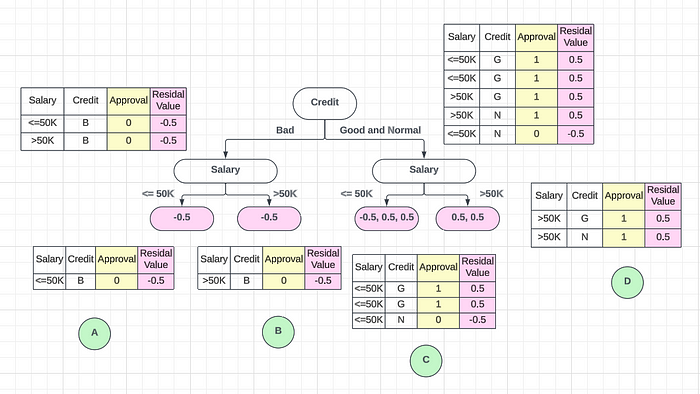 Salary Credit Approval Residal Value
<=50K G 1 0.5
<=50K G 1 0.5
>50K G 1 0.5
>50K N 1 0.5
<=50K N 0 -0.5
Salary Credit Approval Residal Value
<=50K B 0 -0.5
>50K B 0 -0.5
Credit
Bad
Good and Normal
Salary
Salary
<= 50K
>50K
<= 50K
>50K
-0.5
-0.5
-0.5, 0.5, 0.5
0.5, 0.5
Salary Credit Approval Residal Value
>50K G 1 0.5
>50K N 1 0.5
Salary Credit Approval Residal Value
<=50K B 0 -0.5
Salary Credit Approval Residal Value
>50K B 0 -0.5
Salary Credit Approval Residal Value
<=50K G 1 0.5
<=50K G 1 0.5
<=50K N 0 -0.5
A
B
C
D